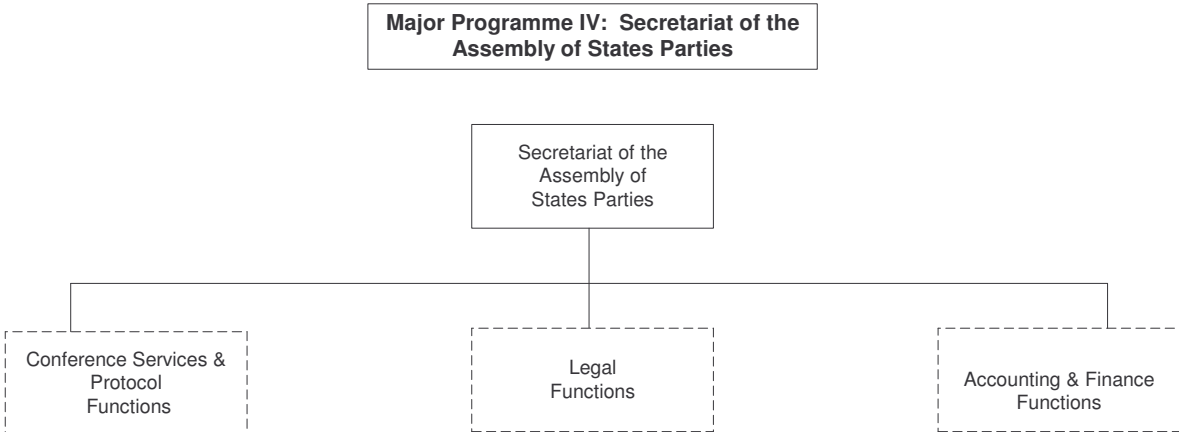 Major Programme IV: Secretariat of the
Assembly of States Parties
Secretariat of the
Assembly of
States Parties
Conference Services &
Protocol
Functions
Legal
Functions
Accounting & Finance
Functions